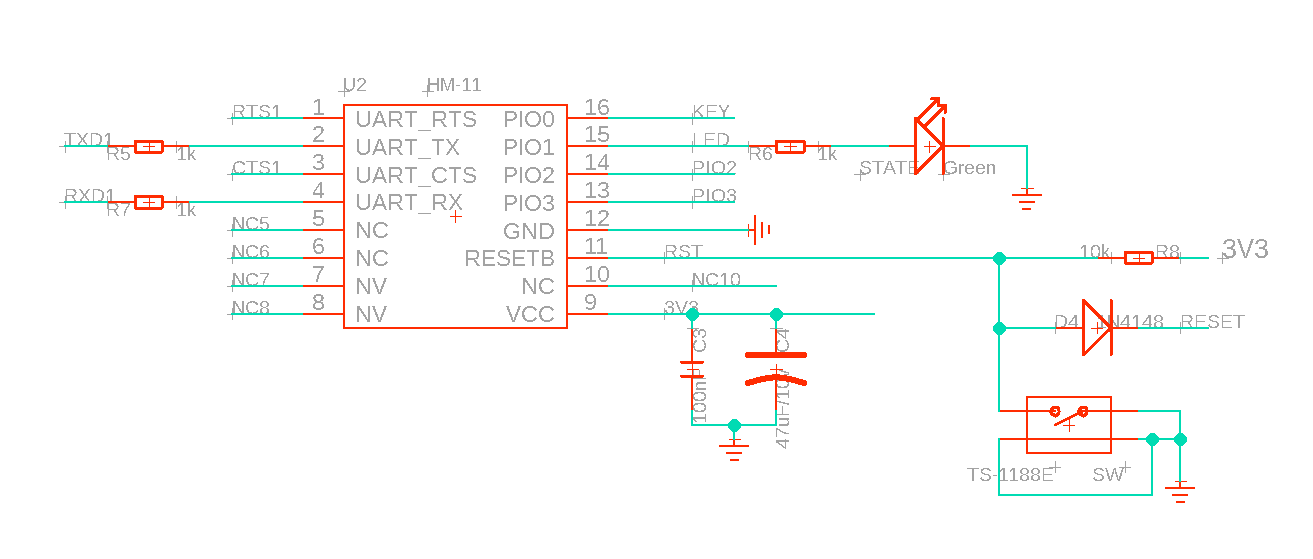 U2 HM-11
RTS1 1 UART_RTS PIO0 16 KEY
TXD1 R5 1k 2 UART_TX PIO1 15 LED R6 1k STATE Green
CTS1 3 UART_CTS PIO2 14 PIO2
RXD1 R7 1k 4 UART_RX PIO3 13 PIO3
NC5 5 NC GND 12
NC6 6 NC RESETB 11 RST 10k R8 3V3
NC7 7 NV NC 10 NC10
NC8 8 NV VCC 9 3V3
C3 100nF
C4 47uF/10V
D4 1N4148 RESET
TS-1188E SW